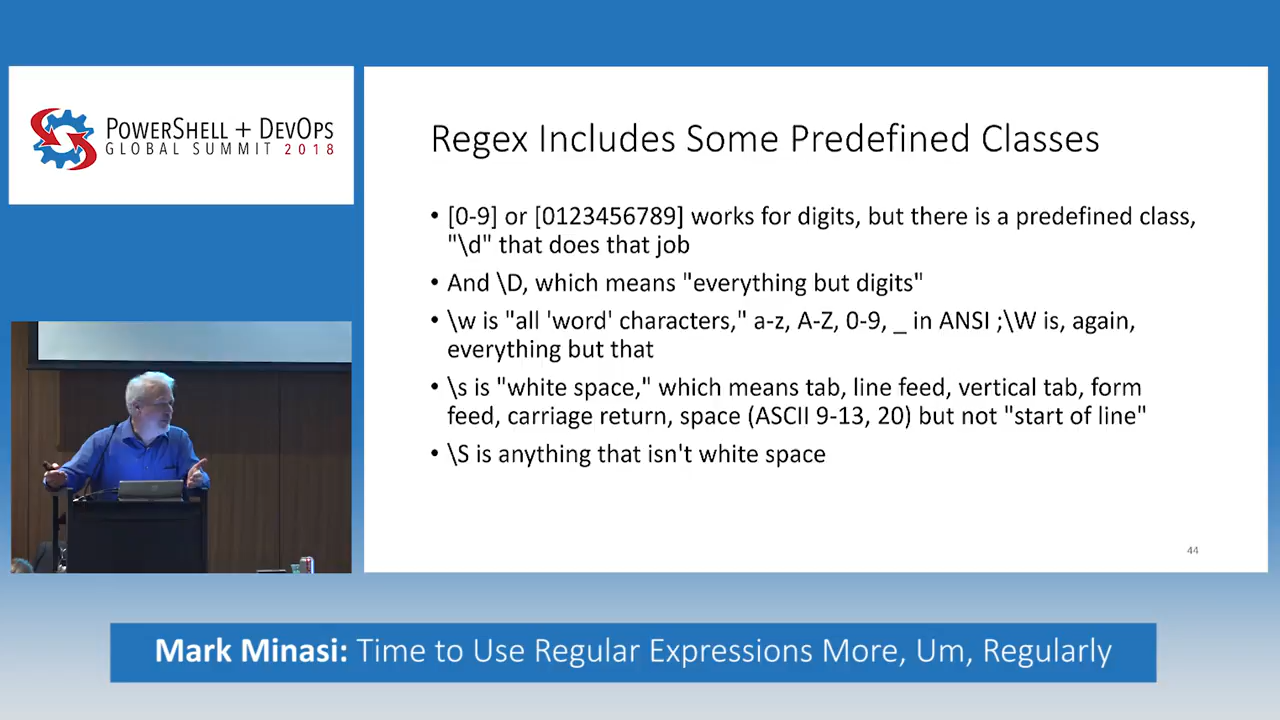 POWERSHELL + DEVOPS
GLOBAL SUMMIT 2018
Regex Includes Some Predefined Classes
• [0-9] or [0123456789] works for digits, but there is a predefined class,
"\d" that does that job
• And \D, which means "everything but digits"
• \w is "all 'word' characters," a-z, A-Z, 0-9, _ in ANSI ;\W is, again,
everything but that
• \s is "white space," which means tab, line feed, vertical tab, form
feed, carriage return, space (ASCII 9-13, 20) but not "start of line"
• \S is anything that isn't white space
44
Mark Minasi: Time to Use Regular Expressions More, Um, Regularly